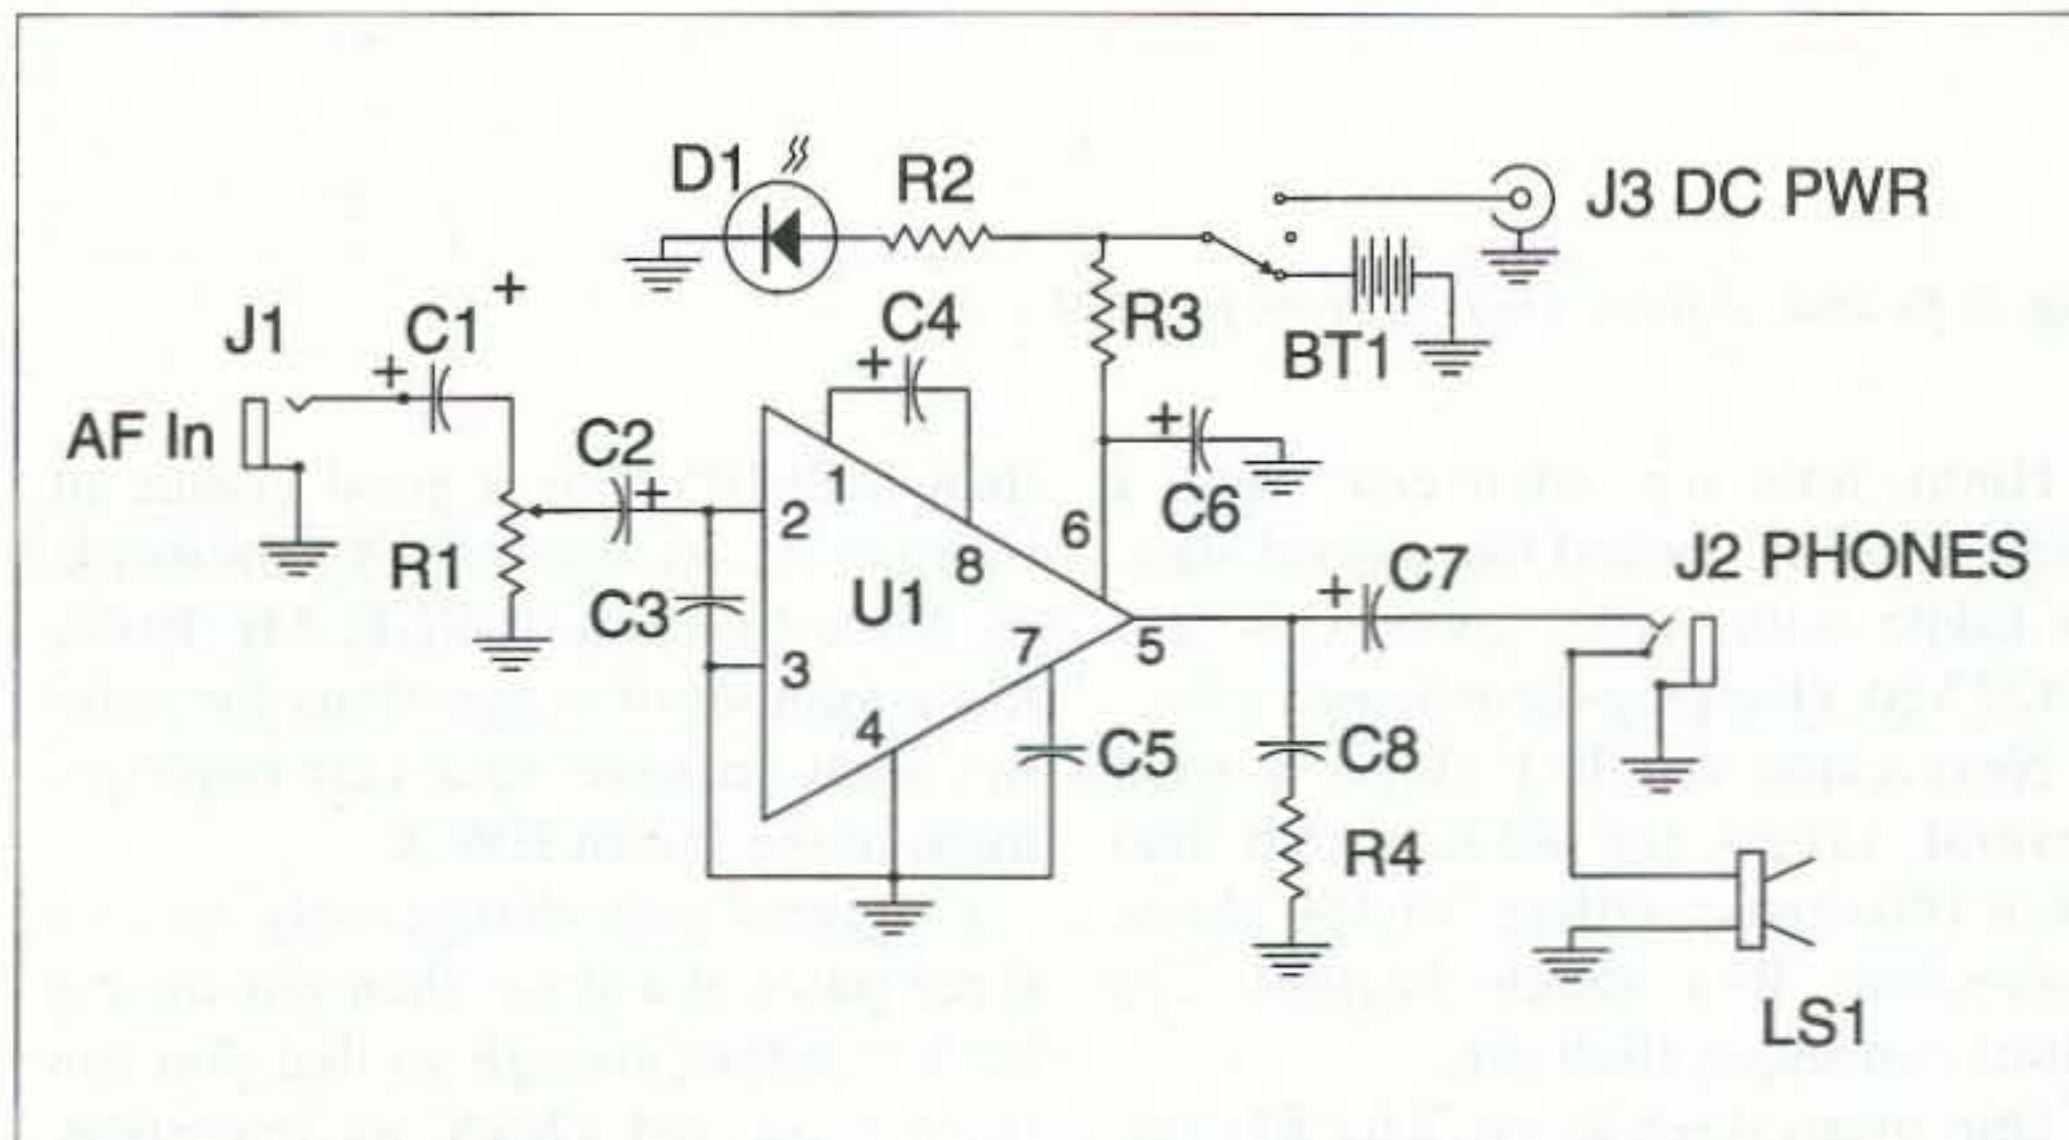 D1
R2
J3 DC PWR
+
J1
C1
C4
R3
BT1
+
+
AF In
C2
+
+
1
C6
2
6
8
R1
C3
U1
J2 PHONES
+
C7
3
7
5
4
C5
C8
R4
LS1